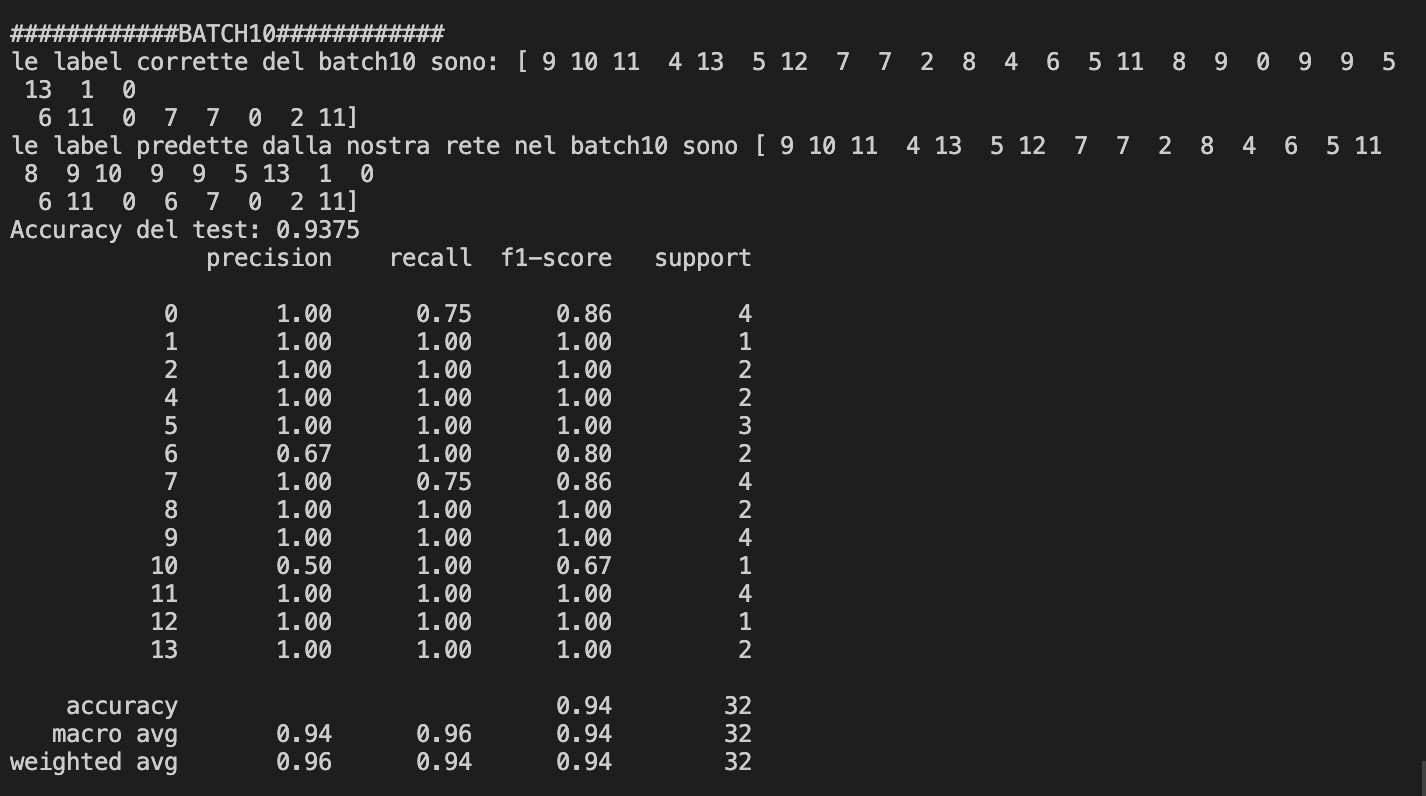 ############BATCH10############
le label corrette del batch10 sono: [ 9 10 11  4 13  5 12  7  7  2  8  4  6  5 11  8  9  0  9  9  5
 13  1  0
  6 11  0  7  7  0  2 11]
le label predette dalla nostra rete nel batch10 sono [ 9 10 11  4 13  5 12  7  7  2  8  4  6  5 11
 8  9 10  9  9  5 13  1  0
  6 11  0  6  7  0  2 11]
Accuracy del test: 0.9375
              precision    recall  f1-score   support
           0       1.00      0.75      0.86         4
           1       1.00      1.00      1.00         1
           2       1.00      1.00      1.00         2
           4       1.00      1.00      1.00         2
           5       1.00      1.00      1.00         3
           6       0.67      1.00      0.80         2
           7       1.00      0.75      0.86         4
           8       1.00      1.00      1.00         2
           9       1.00      1.00      1.00         4
          10       0.50      1.00      0.67         1
          11       1.00      1.00      1.00         4
          12       1.00      1.00      1.00         1
          13       1.00      1.00      1.00         2
    accuracy                           0.94        32
   macro avg       0.94      0.96      0.94        32
weighted avg       0.96      0.94      0.94        32